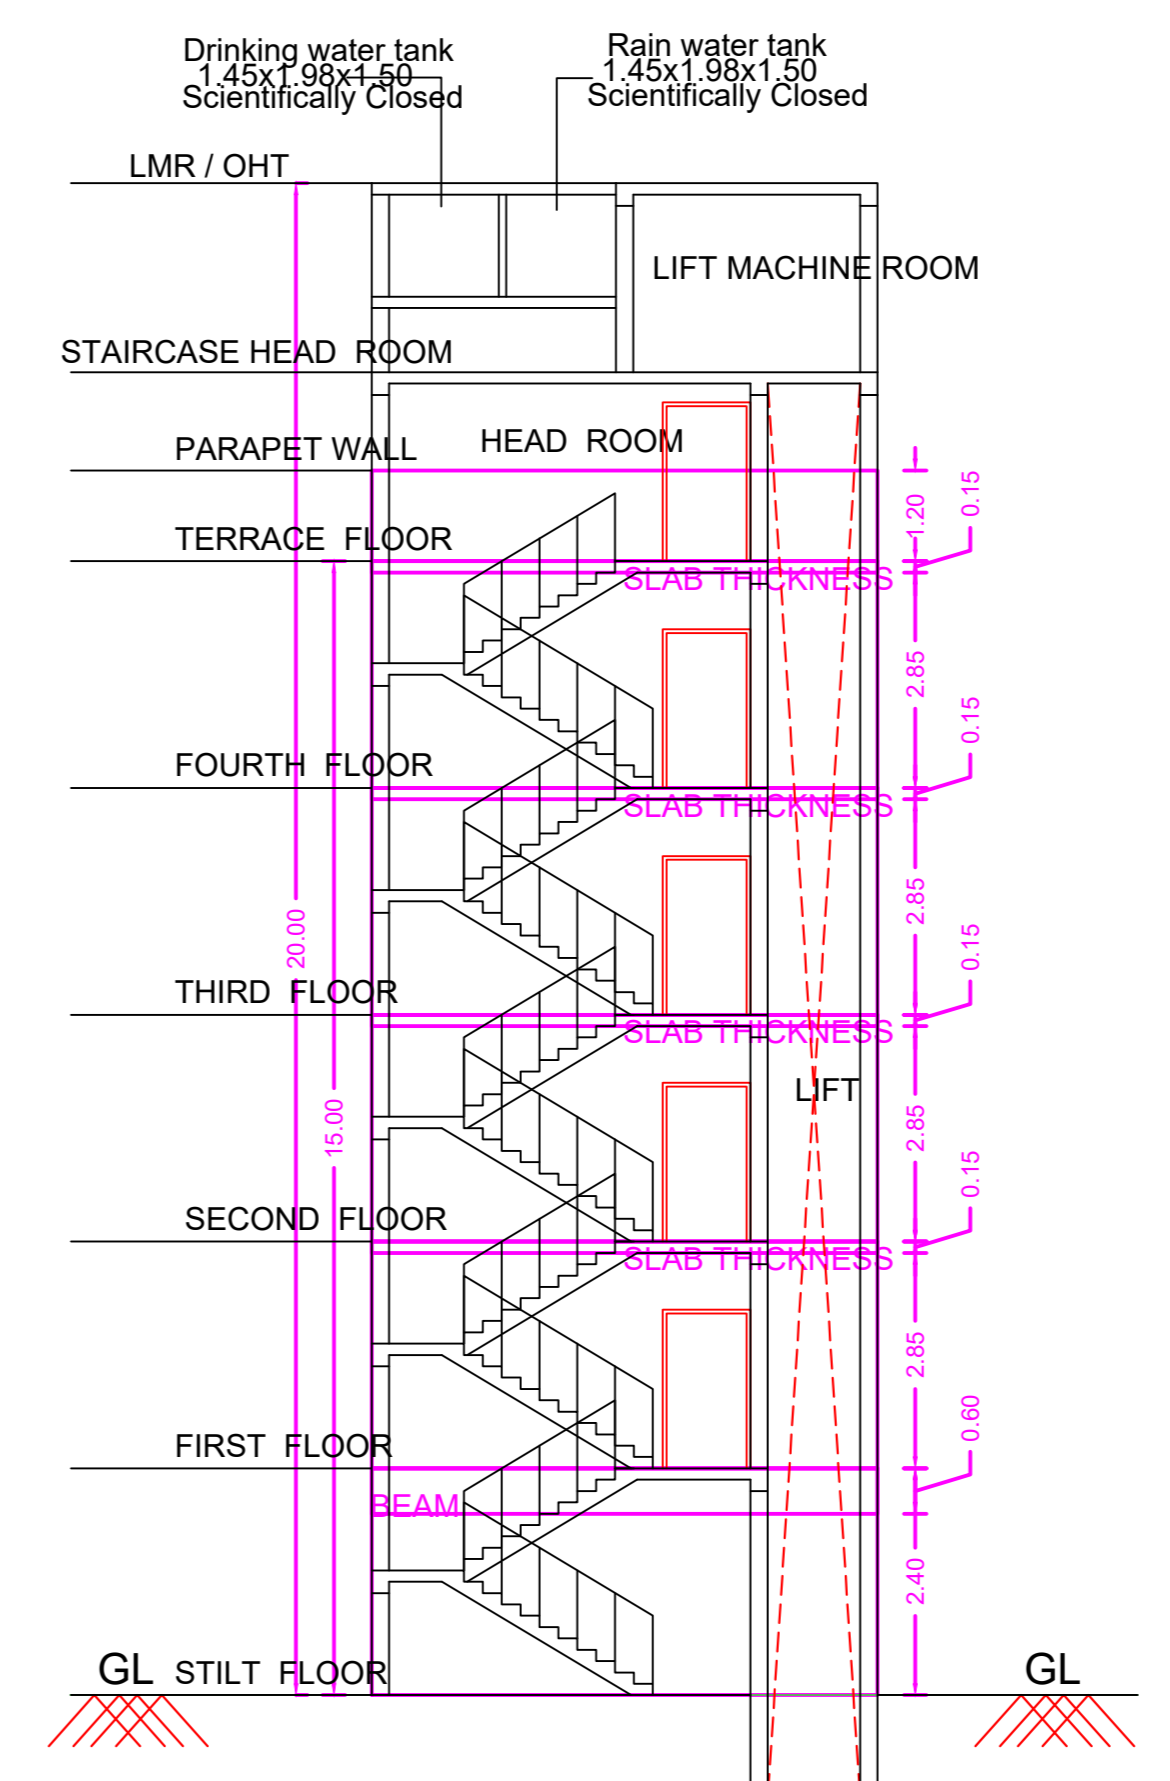 Drinking water tank
1.45x1.98x1.50
Scientifically Closed
Rain water tank
1.45x1.98x1.50
Scientifically Closed
LMR / OHT
LIFT MACHINE ROOM
STAIRCASE HEAD ROOM
HEAD ROOM
PARAPET WALL
1.20
0.15
TERRACE FLOOR
SLAB THICKNESS
2.85
0.15
FOURTH FLOOR
SLAB THICKNESS
2.85
20.00
0.15
THIRD FLOOR
SLAB THICKNESS
LIFT
15.00
2.85
0.15
SECOND FLOOR
SLAB THICKNESS
2.85
0.60
FIRST FLOOR
BEAM
2.40
GL
STILT FLOOR
GL